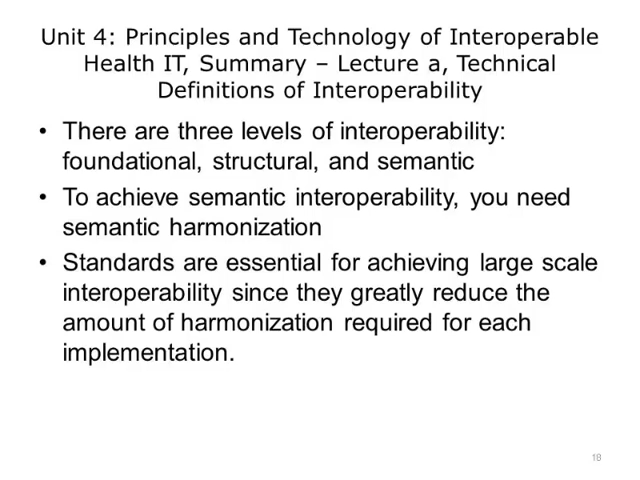 Unit 4: Principles and Technology of Interoperable
Health IT, Summary – Lecture a, Technical
Definitions of Interoperability
• There are three levels of interoperability:
foundational, structural, and semantic
• To achieve semantic interoperability, you need
semantic harmonization
• Standards are essential for achieving large scale
interoperability since they greatly reduce the
amount of harmonization required for each
implementation.
18